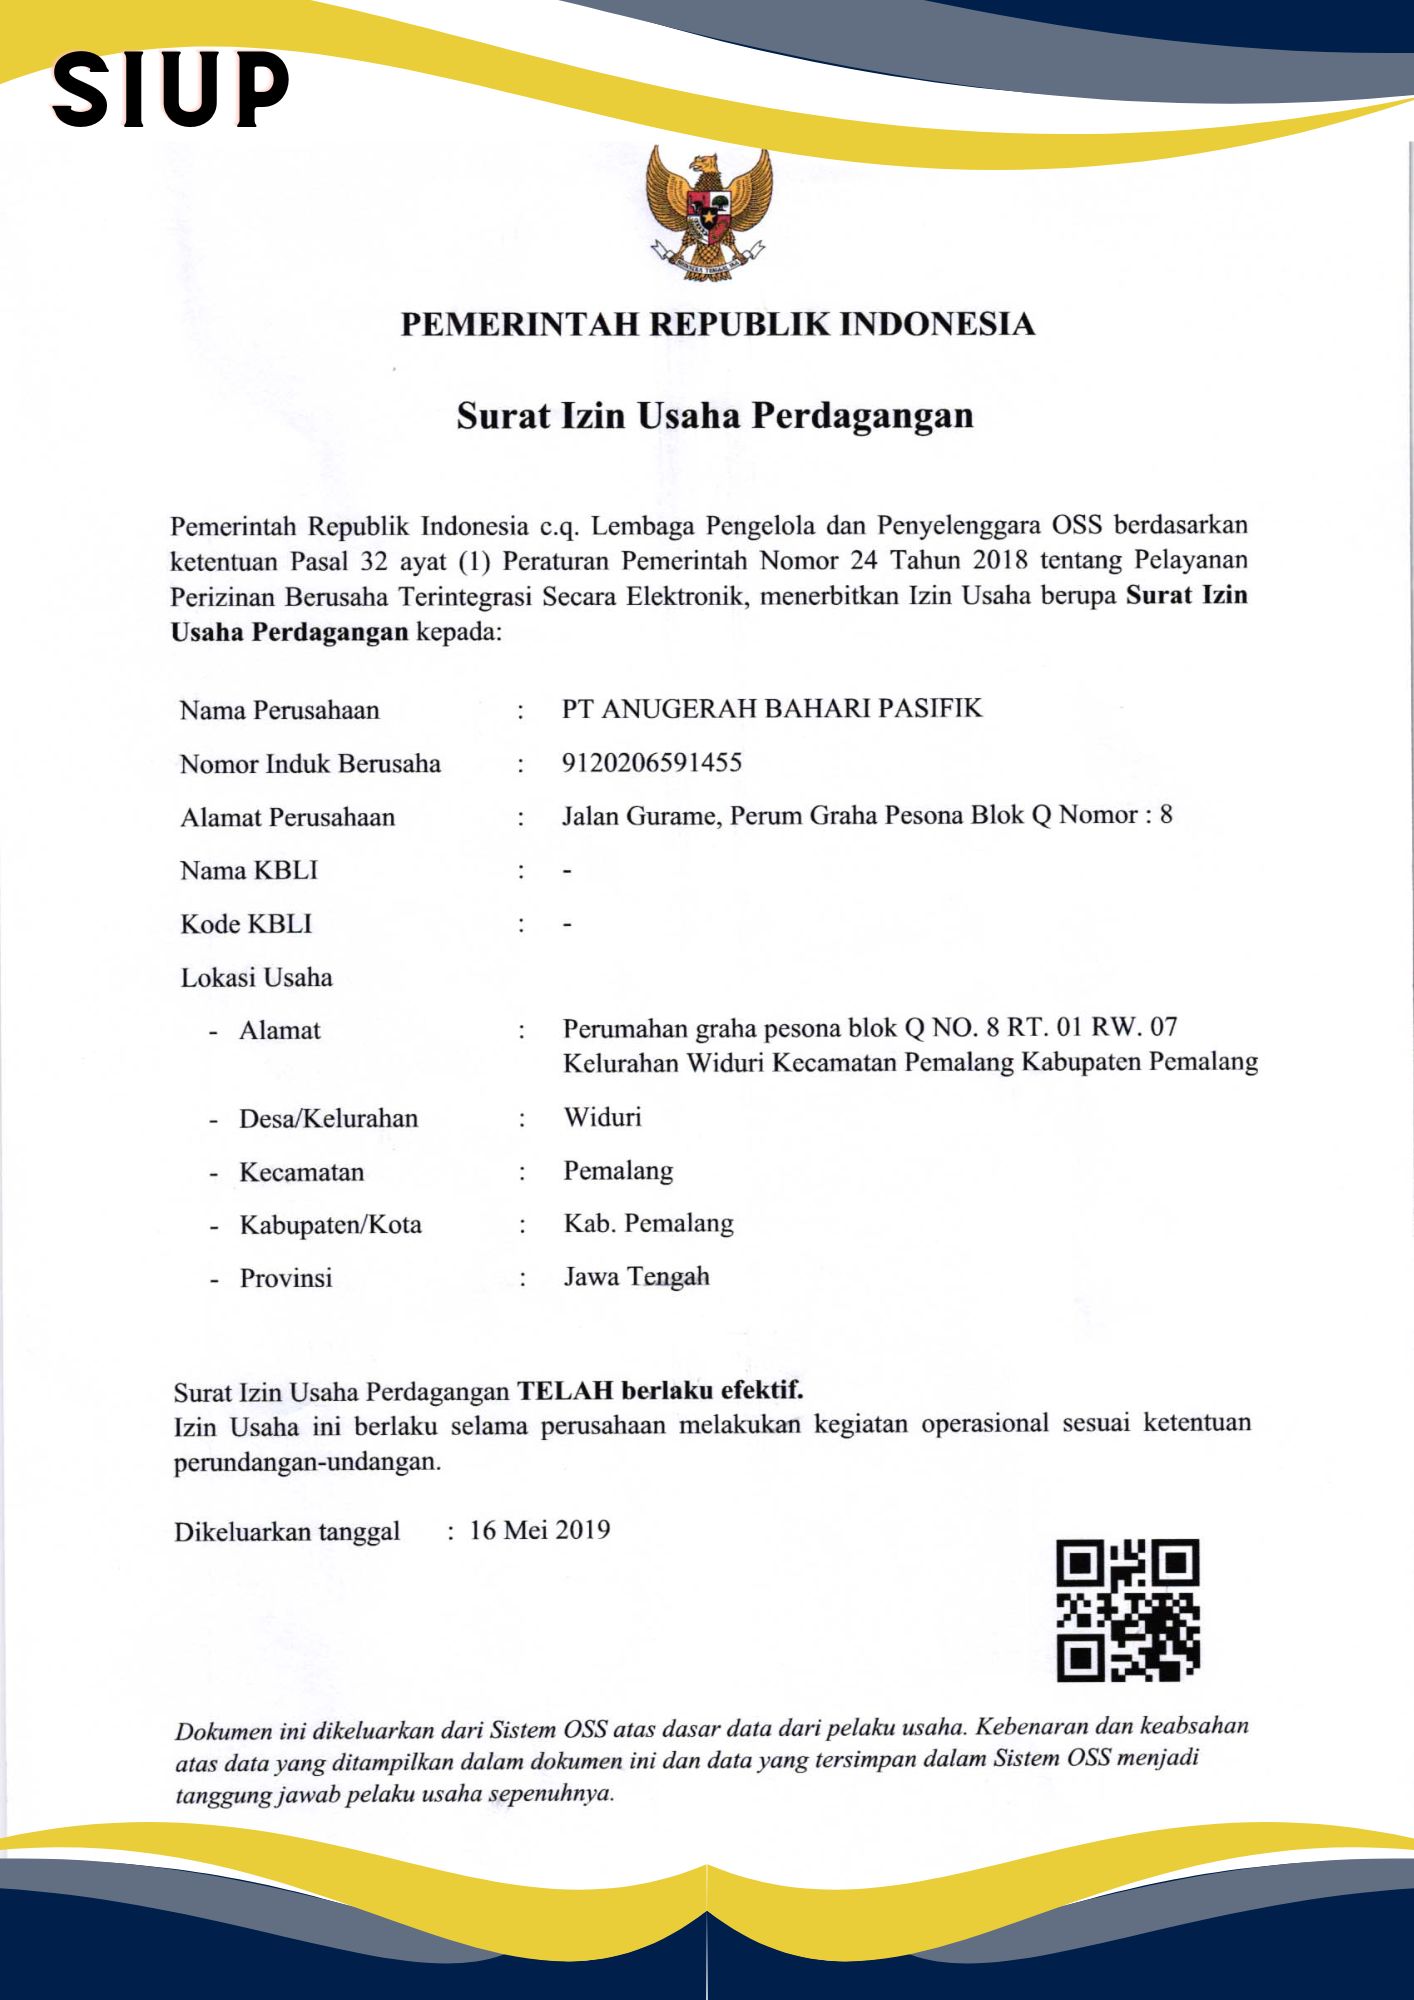 SIUP
PEMERINTAH REPUBLIK INDONESIA
Surat Izin Usaha Perdagangan
Pemerintah Republik Indonesia c.q. Lembaga Pengelola dan Penyelenggara OSS berdasarkan
ketentuan Pasal 32 ayat (1) Peraturan Pemerintah Nomor 24 Tahun 2018 tentang Pelayanan
Perizinan Berusaha Terintegrasi Secara Elektronik, menerbitkan Izin Usaha berupa Surat Izin
Usaha Perdagangan kepada:
Nama Perusahaan : PT ANUGERAH BAHARI PASIFIK
Nomor Induk Berusaha : 9120206591455
Alamat Perusahaan : Jalan Gurame, Perum Graha Pesona Blok Q Nomor : 8
Nama KBLI : -
Kode KBLI : -
Lokasi Usaha
- Alamat : Perumahan graha pesona blok Q NO. 8 RT. 01 RW. 07
Kelurahan Widuri Kecamatan Pemalang Kabupaten Pemalang
- Desa/Kelurahan : Widuri
- Kecamatan : Pemalang
- Kabupaten/Kota : Kab. Pemalang
- Provinsi : Jawa Tengah
Surat Izin Usaha Perdagangan TELAH berlaku efektif.
Izin Usaha ini berlaku selama perusahaan melakukan kegiatan operasional sesuai ketentuan
perundangan-undangan.
Dikeluarkan tanggal : 16 Mei 2019
Dokumen ini dikeluarkan dari Sistem OSS atas dasar data dari pelaku usaha. Kebenaran dan keabsahan
atas data yang ditampilkan dalam dokumen ini dan data yang tersimpan dalam Sistem OSS menjadi
tanggung jawab pelaku usaha sepenuhnya.